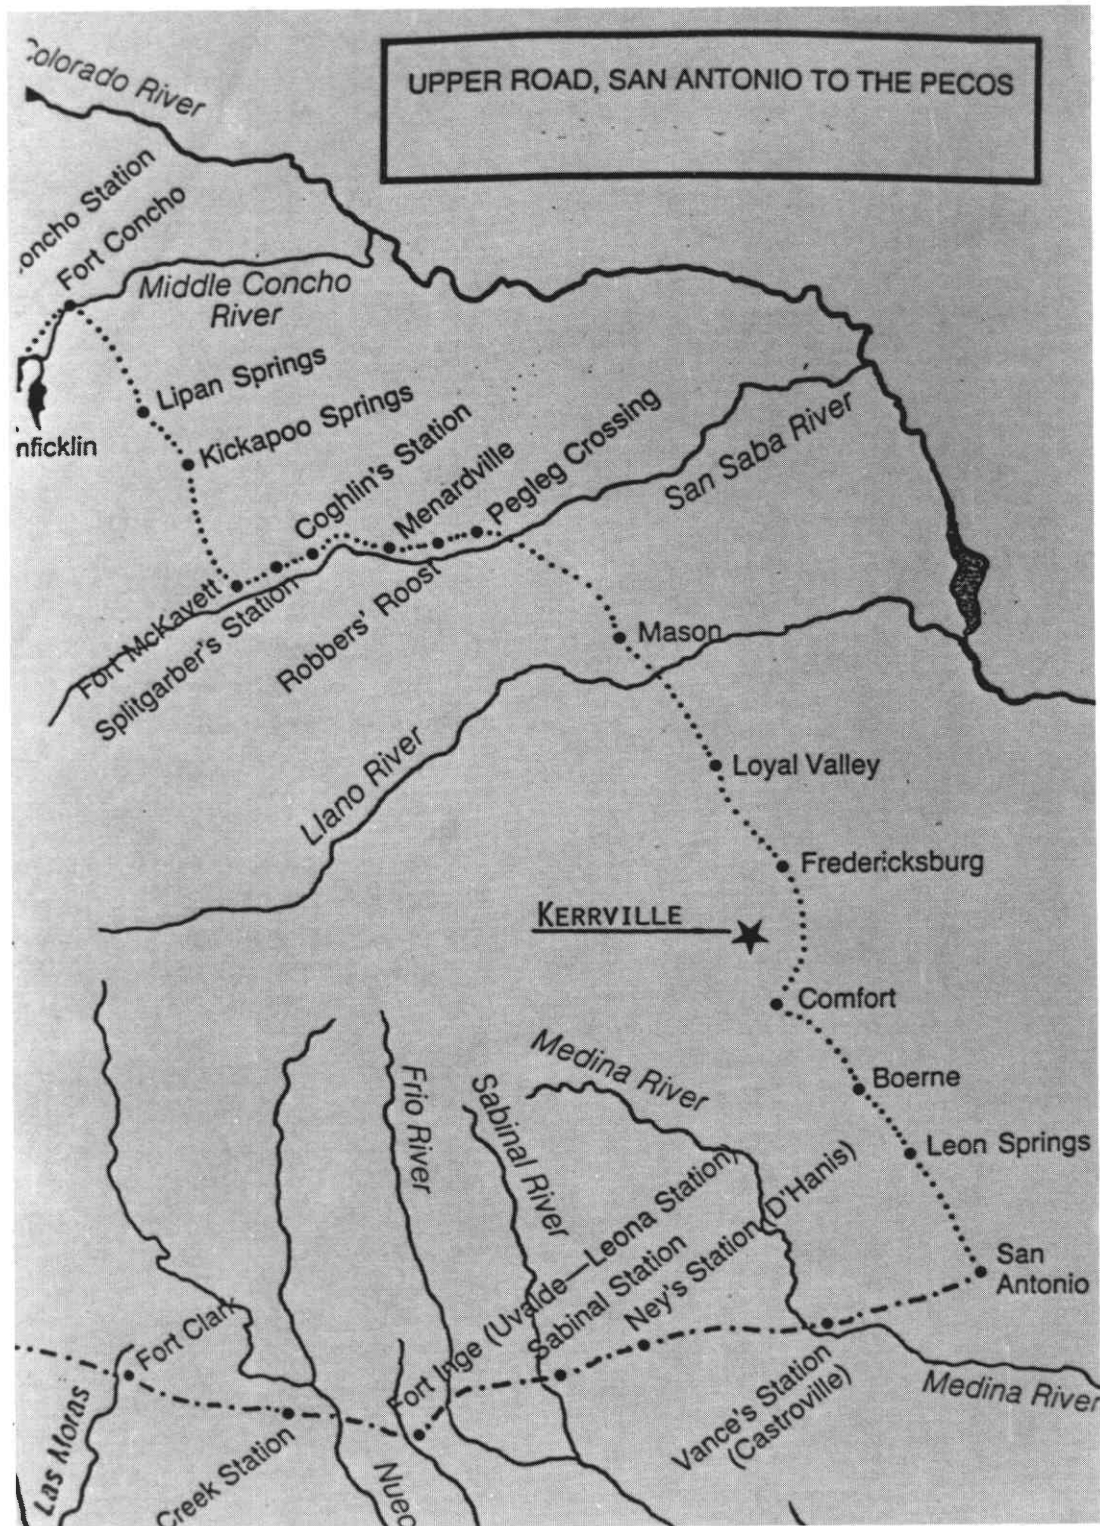 UPPER ROAD, SAN ANTONIO TO THE PECOS
Colorado River
Concho Station
Fort Concho
Middle Concho
River
Lipan Springs
Kickapoo Springs
nficklin
Coghlin's Station
Menardville
Pegleg Crossing
San Saba River
Fort McKavett
Splitgarber's Station
Robbers' Roost
Mason
Llano River
Loyal Valley
Fredericksburg
KERRVILLE
Comfort
Medina River
Boerne
Frio River
Sabinal River
Leon Springs
Fort Inge (Uvalde—Leona Station)
Sabinal Station
Ney's Station (D'Hanis)
San
Antonio
Fort Clark
Las Moras
Creek Station
Nuec
Vance's Station
(Castroville)
Medina River